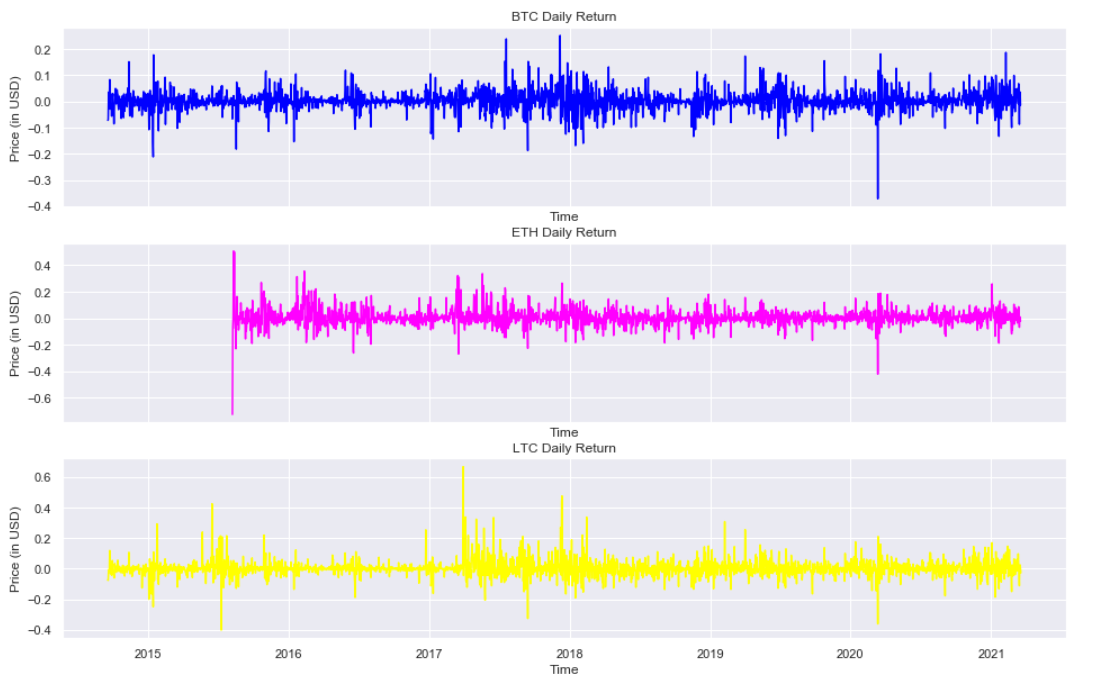 BTC Daily Return
Price (in USD)
0.2
0.1
0.0
−0.1
−0.2
−0.3
−0.4
Time
ETH Daily Return
Price (in USD)
0.4
0.2
0.0
−0.2
−0.4
−0.6
Time
LTC Daily Return
Price (in USD)
0.6
0.4
0.2
0.0
−0.2
−0.4
2015 2016 2017 2018 2019 2020 2021
Time